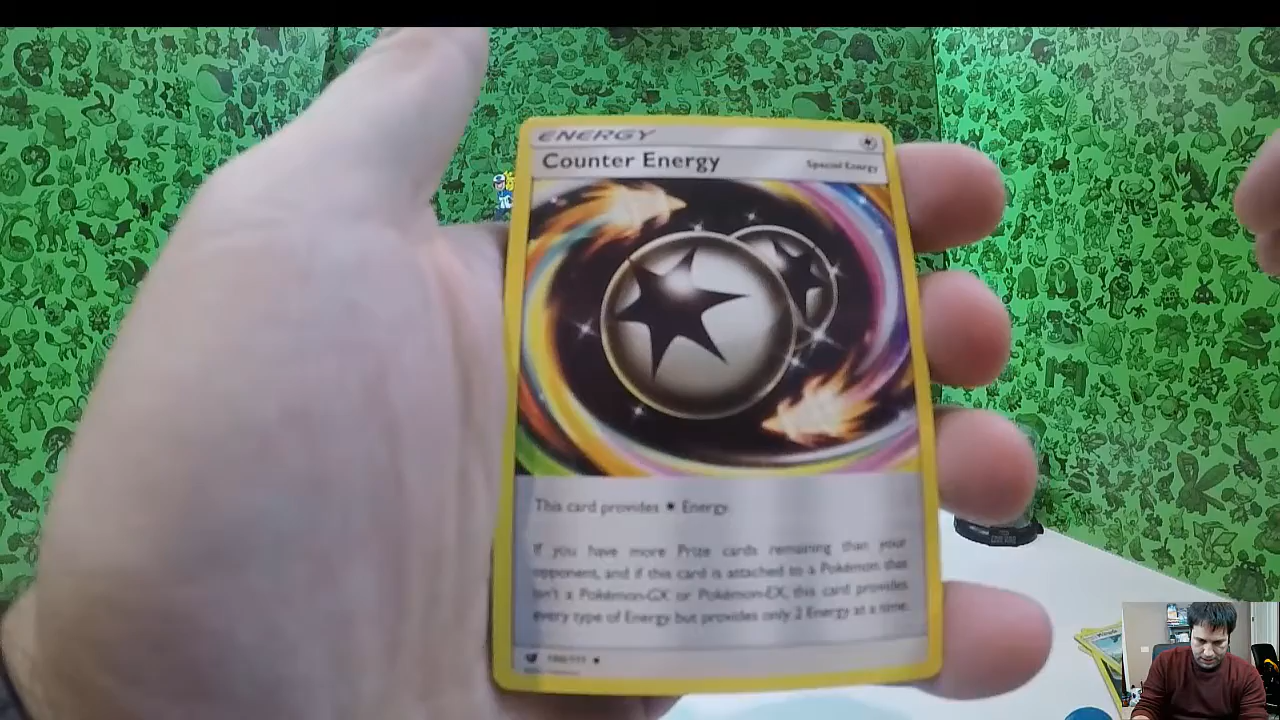 ENERGY
Counter Energy
Special Energy
This card provides Energy.
If you have more Prize cards remaining than your
opponent, and if this card is attached to a Pokémon that
isn't a Pokémon-GX or Pokémon-EX, this card provides
every type of Energy but provides only 2 Energy at a time.